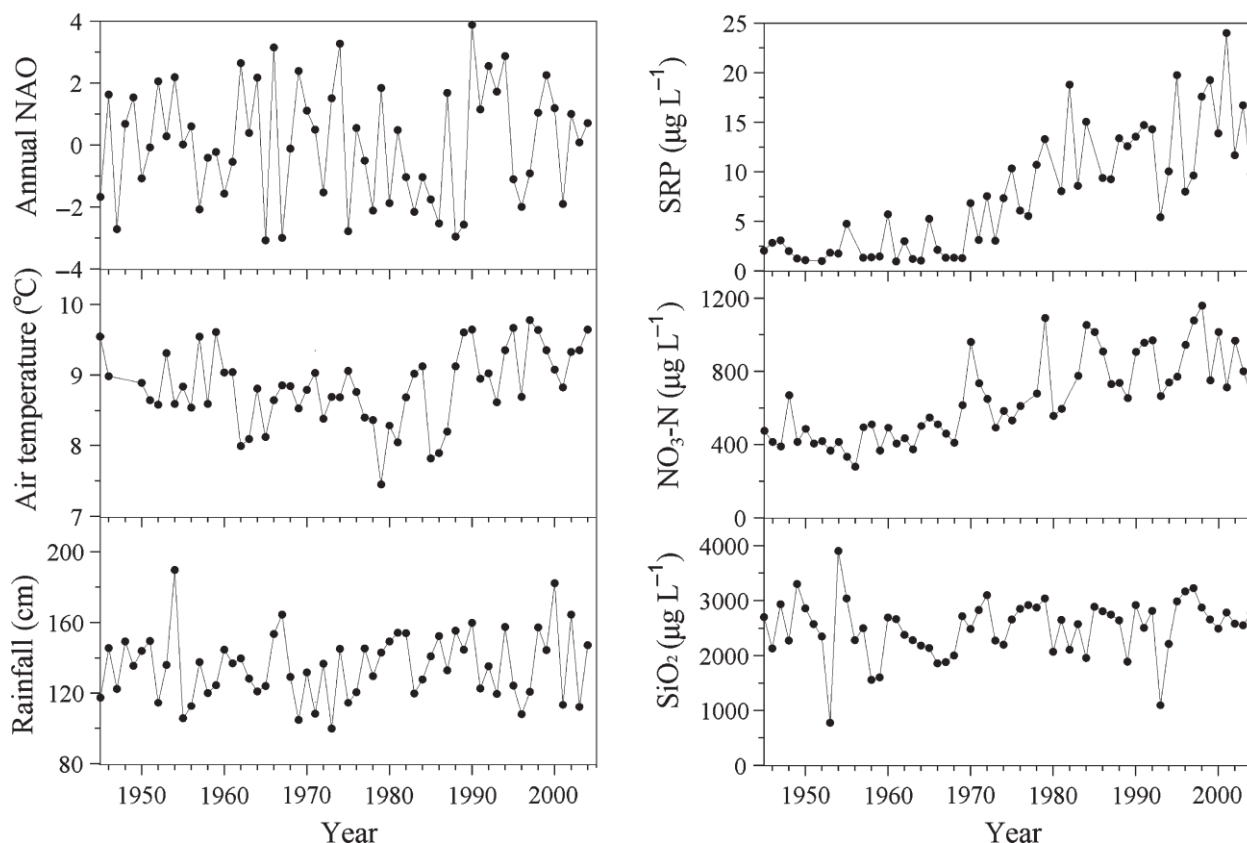 Annual NAO
4
2
0
−2
−4
Air temperature (℃)
10
9
8
7
Rainfall (cm)
200
160
120
80
1950 1960 1970 1980 1990 2000
Year
SRP (µg L⁻¹)
25
20
15
10
5
0
NO₃-N (µg L⁻¹)
1200
800
400
0
SiO₂ (µg L⁻¹)
4000
3000
2000
1000
0
1950 1960 1970 1980 1990 2000
Year